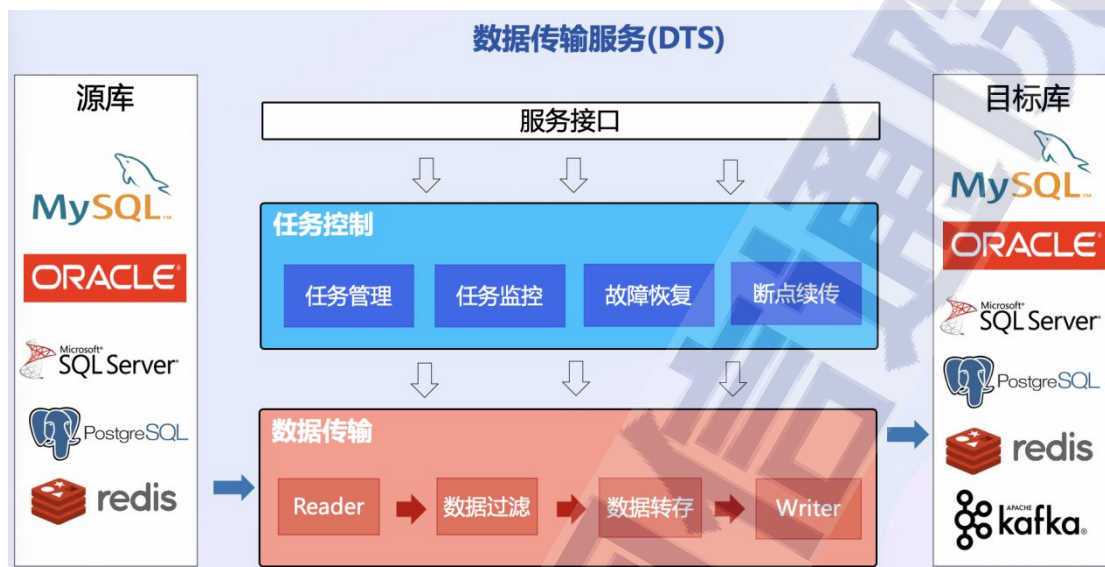 数据传输服务(DTS)
源库
MySQL™
ORACLE®
Microsoft®
SQL Server®
PostgreSQL
redis
服务接口
任务控制
任务管理 任务监控 故障恢复 断点续传
数据传输
Reader 数据过滤 数据转存 Writer
目标库
MySQL™
ORACLE®
Microsoft®
SQL Server®
PostgreSQL
redis
APACHE
kafka®